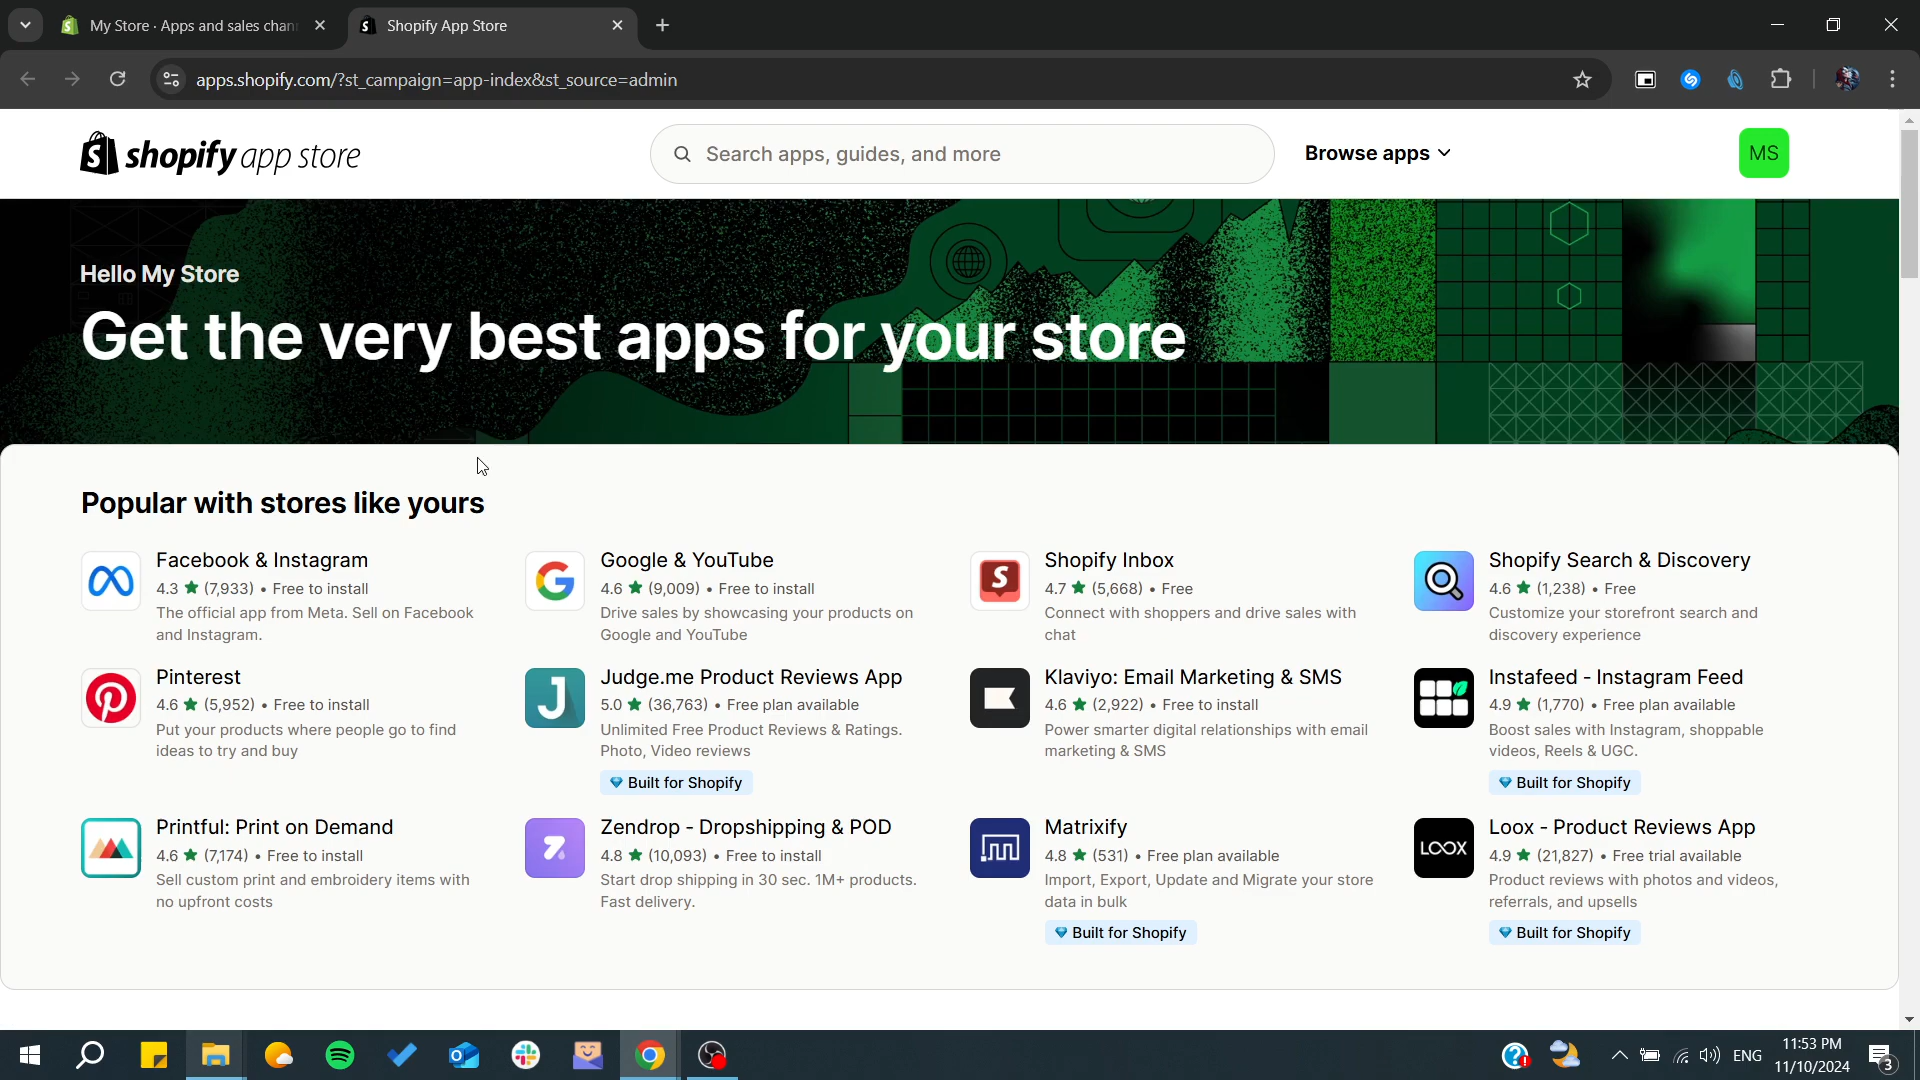 My Store · Apps and sales chan
Shopify App Store
apps.shopify.com/?st_campaign=app-index&st_source=admin
shopify app store
Search apps, guides, and more
Browse apps
MS
Hello My Store
Get the very best apps for your store
Popular with stores like yours
Facebook & Instagram
4.3 ★ (7,933) • Free to install
The official app from Meta. Sell on Facebook
and Instagram.
Google & YouTube
4.6 ★ (9,009) • Free to install
Drive sales by showcasing your products on
Google and YouTube
Shopify Inbox
4.7 ★ (5,668) • Free
Connect with shoppers and drive sales with
chat
Shopify Search & Discovery
4.6 ★ (1,238) • Free
Customize your storefront search and
discovery experience
Pinterest
4.6 ★ (5,952) • Free to install
Put your products where people go to find
ideas to try and buy
Judge.me Product Reviews App
5.0 ★ (36,763) • Free plan available
Unlimited Free Product Reviews & Ratings.
Photo, Video reviews
Built for Shopify
Klaviyo: Email Marketing & SMS
4.6 ★ (2,922) • Free to install
Power smarter digital relationships with email
marketing & SMS
Instafeed - Instagram Feed
4.9 ★ (1,770) • Free plan available
Boost sales with Instagram, shoppable
videos, Reels & UGC.
Built for Shopify
Printful: Print on Demand
4.6 ★ (7,174) • Free to install
Sell custom print and embroidery items with
no upfront costs
Zendrop - Dropshipping & POD
4.8 ★ (10,093) • Free to install
Start drop shipping in 30 sec. 1M+ products.
Fast delivery.
Matrixify
4.8 ★ (531) • Free plan available
Import, Export, Update and Migrate your store
data in bulk
Built for Shopify
LOOX
Loox - Product Reviews App
4.9 ★ (21,827) • Free trial available
Product reviews with photos and videos,
referrals, and upsells
Built for Shopify
ENG
11:53 PM
11/10/2024
3